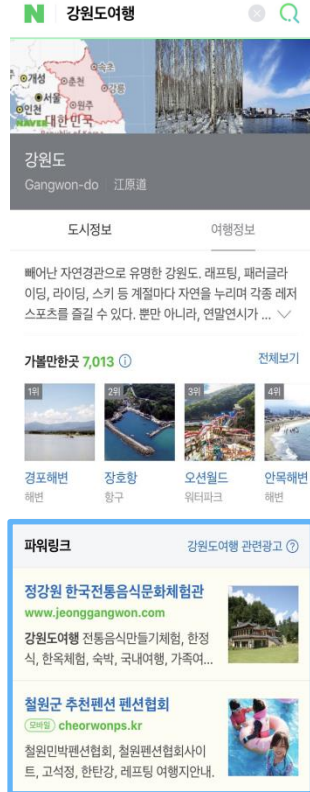 N 강원도여행
개성
속초
춘천
강릉
서울
인천
원주
NAVER 대한민국
강원도
Gangwon-do 江原道
도시정보 여행정보
빼어난 자연경관으로 유명한 강원도. 래프팅, 패러글라
이딩, 라이딩, 스키 등 계절마다 자연을 누리며 각종 레저
스포츠를 즐길 수 있다. 뿐만 아니라, 연말연시가 ...
가볼만한곳 7,013 전체보기
1위 2위 3위 4위
경포해변 장호항 오션월드 안목해변
해변 항구 워터파크 해변
파워링크 강원도여행 관련광고
정강원 한국전통음식문화체험관
www.jeonggangwon.com
강원도여행 전통음식만들기체험, 한정
식, 한옥체험, 숙박, 국내여행, 가족여...
철원군 추천펜션 펜션협회
모바일 cheorwonps.kr
철원민박펜션협회, 철원펜션협회사이
트, 고석정, 한탄강, 레프팅 여행지안내.